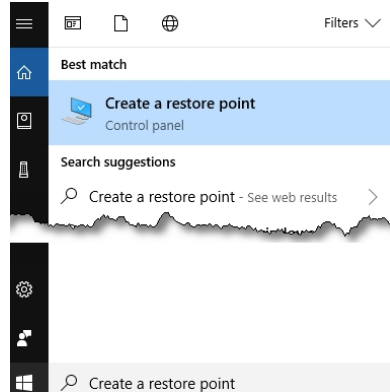 Filters
Best match
Create a restore point
Control panel
Search suggestions
Create a restore point - See web results
Create a restore point